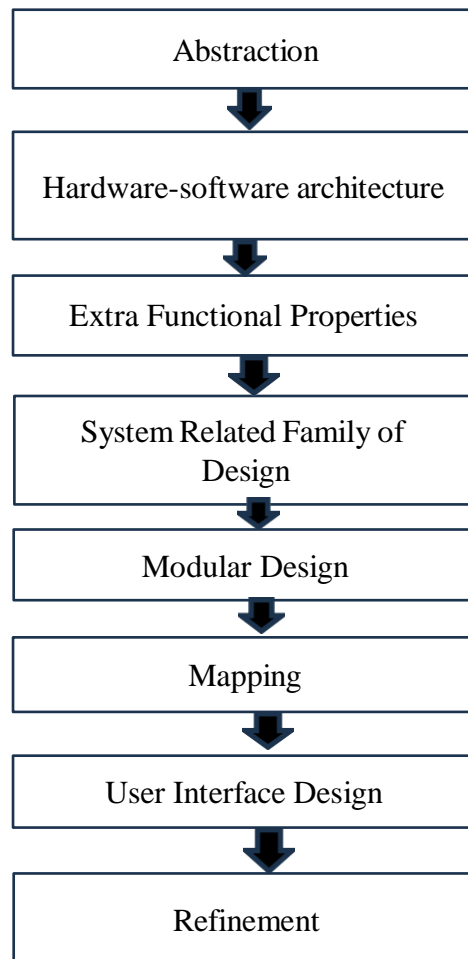 Abstraction
Hardware-software architecture
Extra Functional Properties
System Related Family of
Design
Modular Design
Mapping
User Interface Design
Refinement